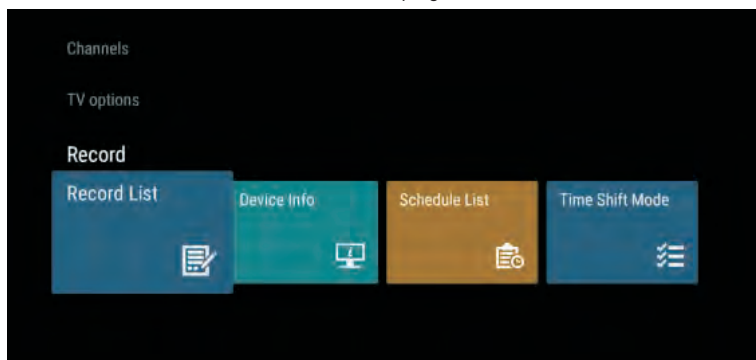 Channels
TV options
Record
Record List
Device Info
Schedule List
Time Shift Mode